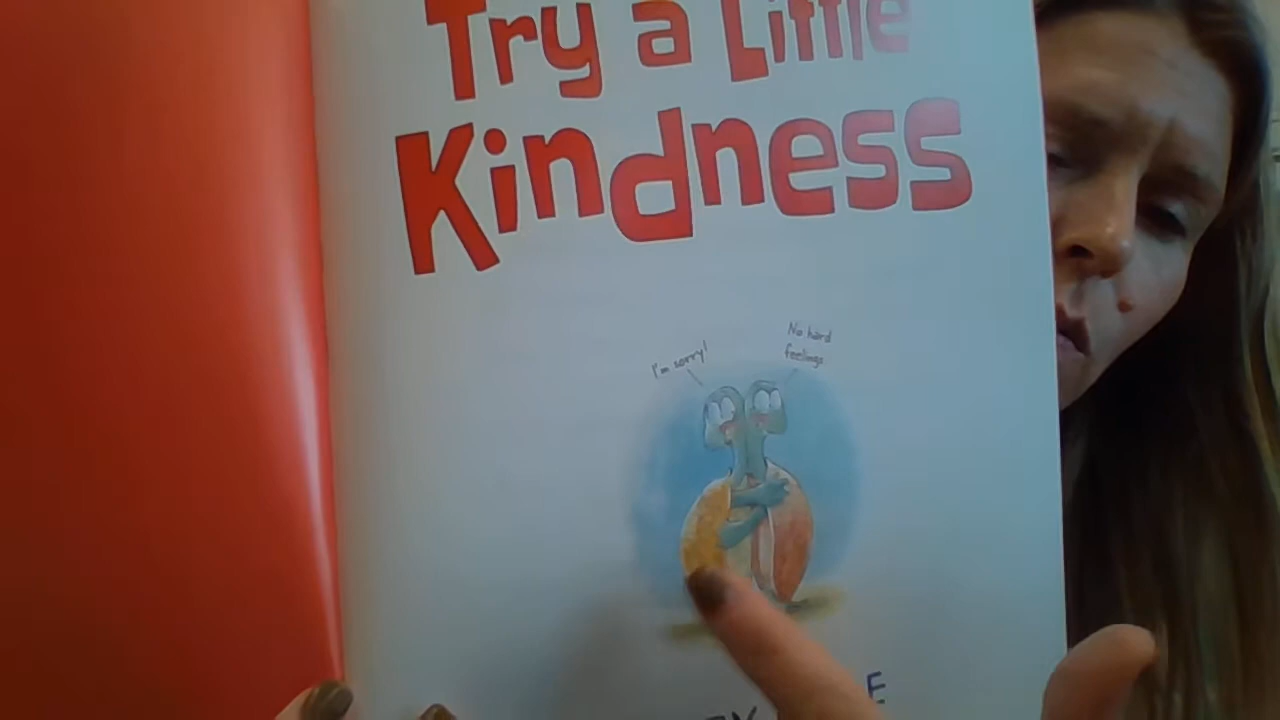 Try a Little
Kindness
I'm sorry!
No hard
feelings